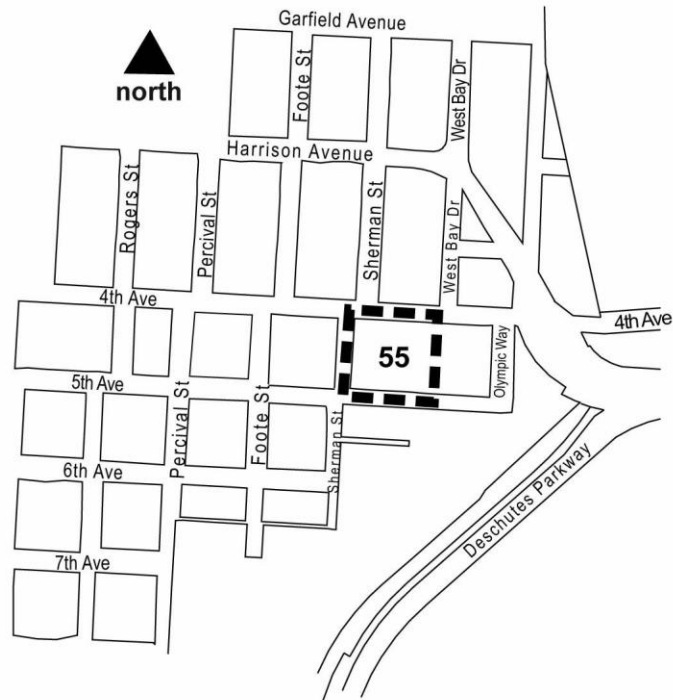 Garfield Avenue
north
Foote St
West Bay Dr
Harrison Avenue
Rogers St
Percival St
Sherman St
West Bay Dr
4th Ave
4th Ave
55
Olympic Way
5th Ave
Percival St
Foote St
Sherman St
6th Ave
Deschutes Parkway
7th Ave